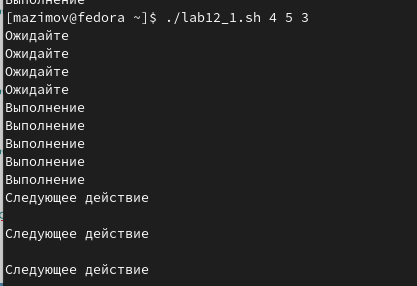 Выполнение
[mazimov@fedora ~]$ ./lab12_1.sh 4 5 3
Ожидайте
Ожидайте
Ожидайте
Ожидайте
Выполнение
Выполнение
Выполнение
Выполнение
Выполнение
Следующее действие
Следующее действие
Следующее действие